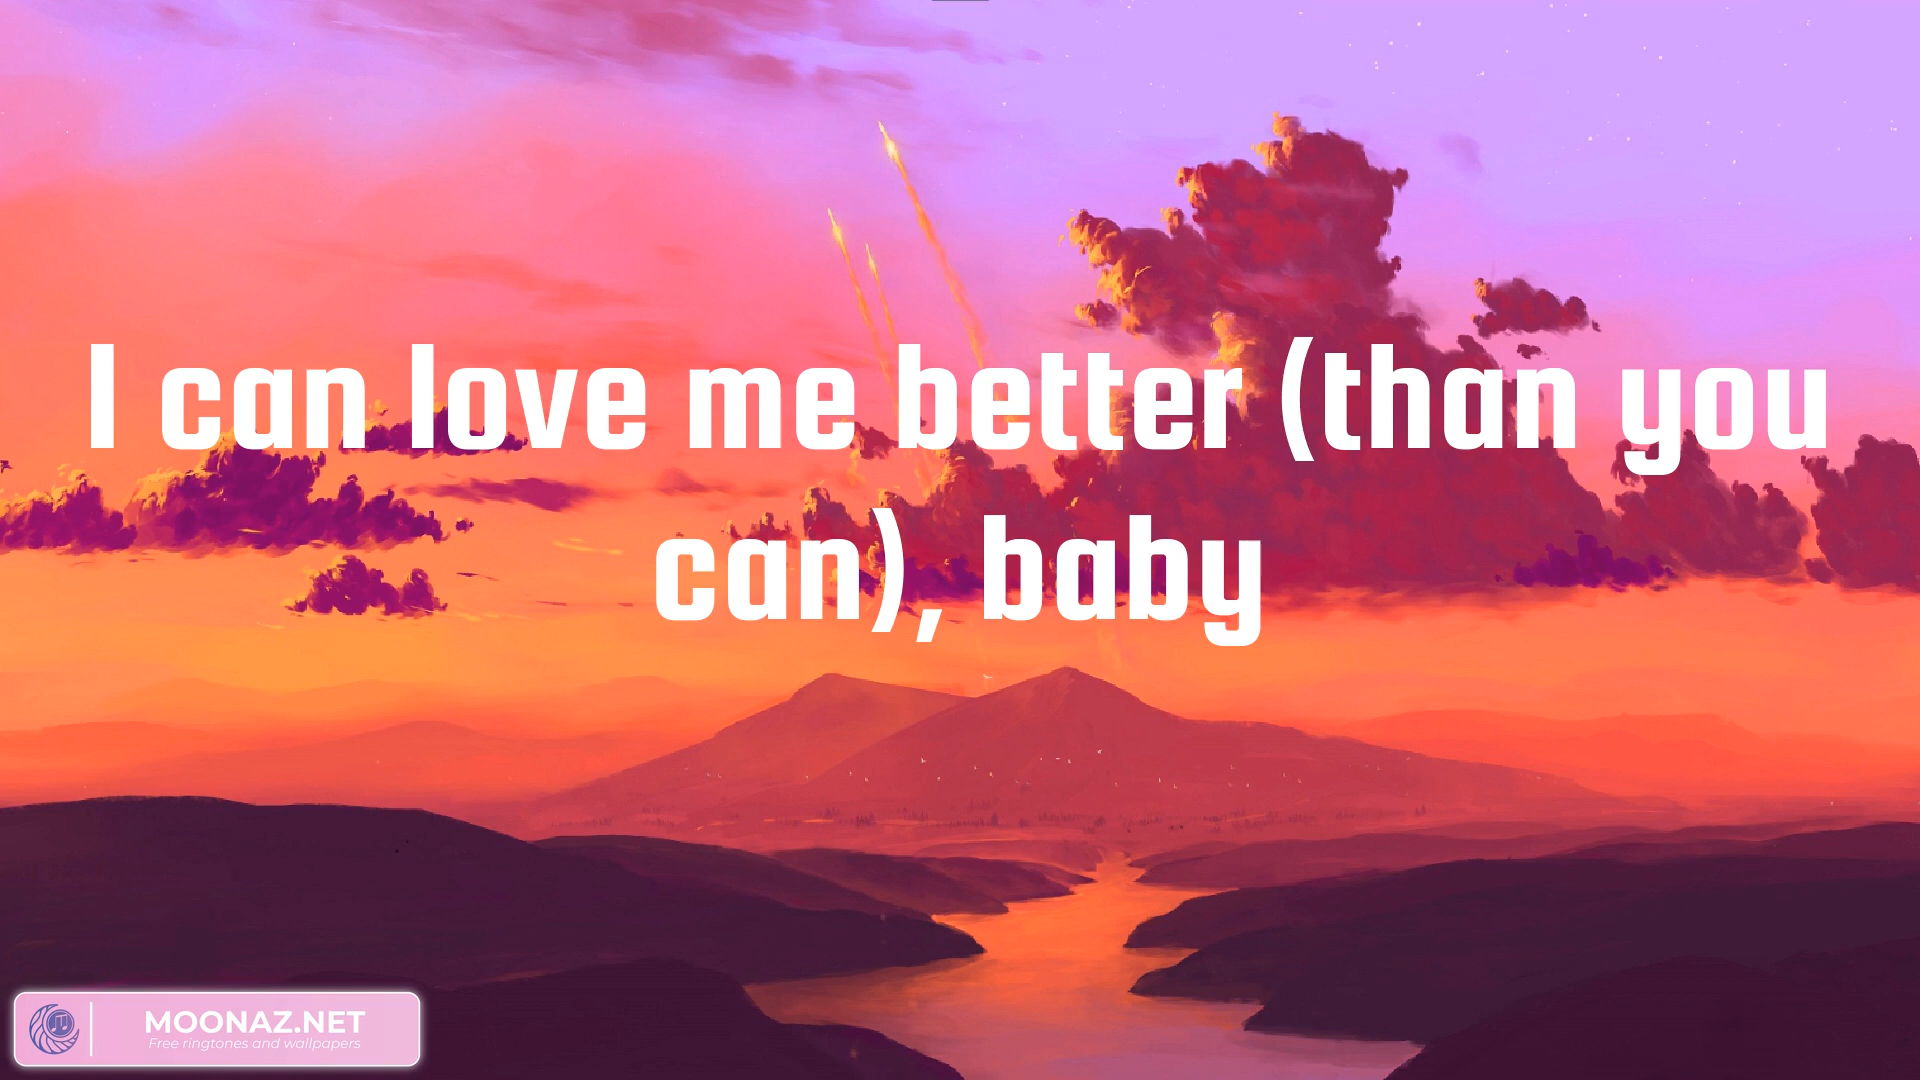 I can love me better (than you
can), baby
MOONAZ.NET
Free ringtones and wallpapers